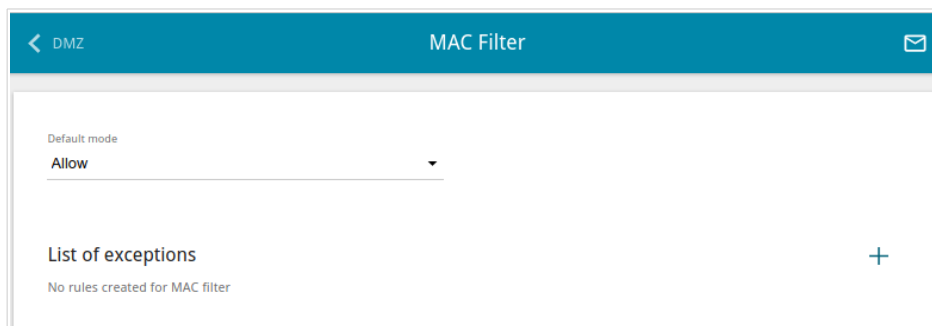 DMZ
MAC Filter
Default mode
Allow
List of exceptions
No rules created for MAC filter